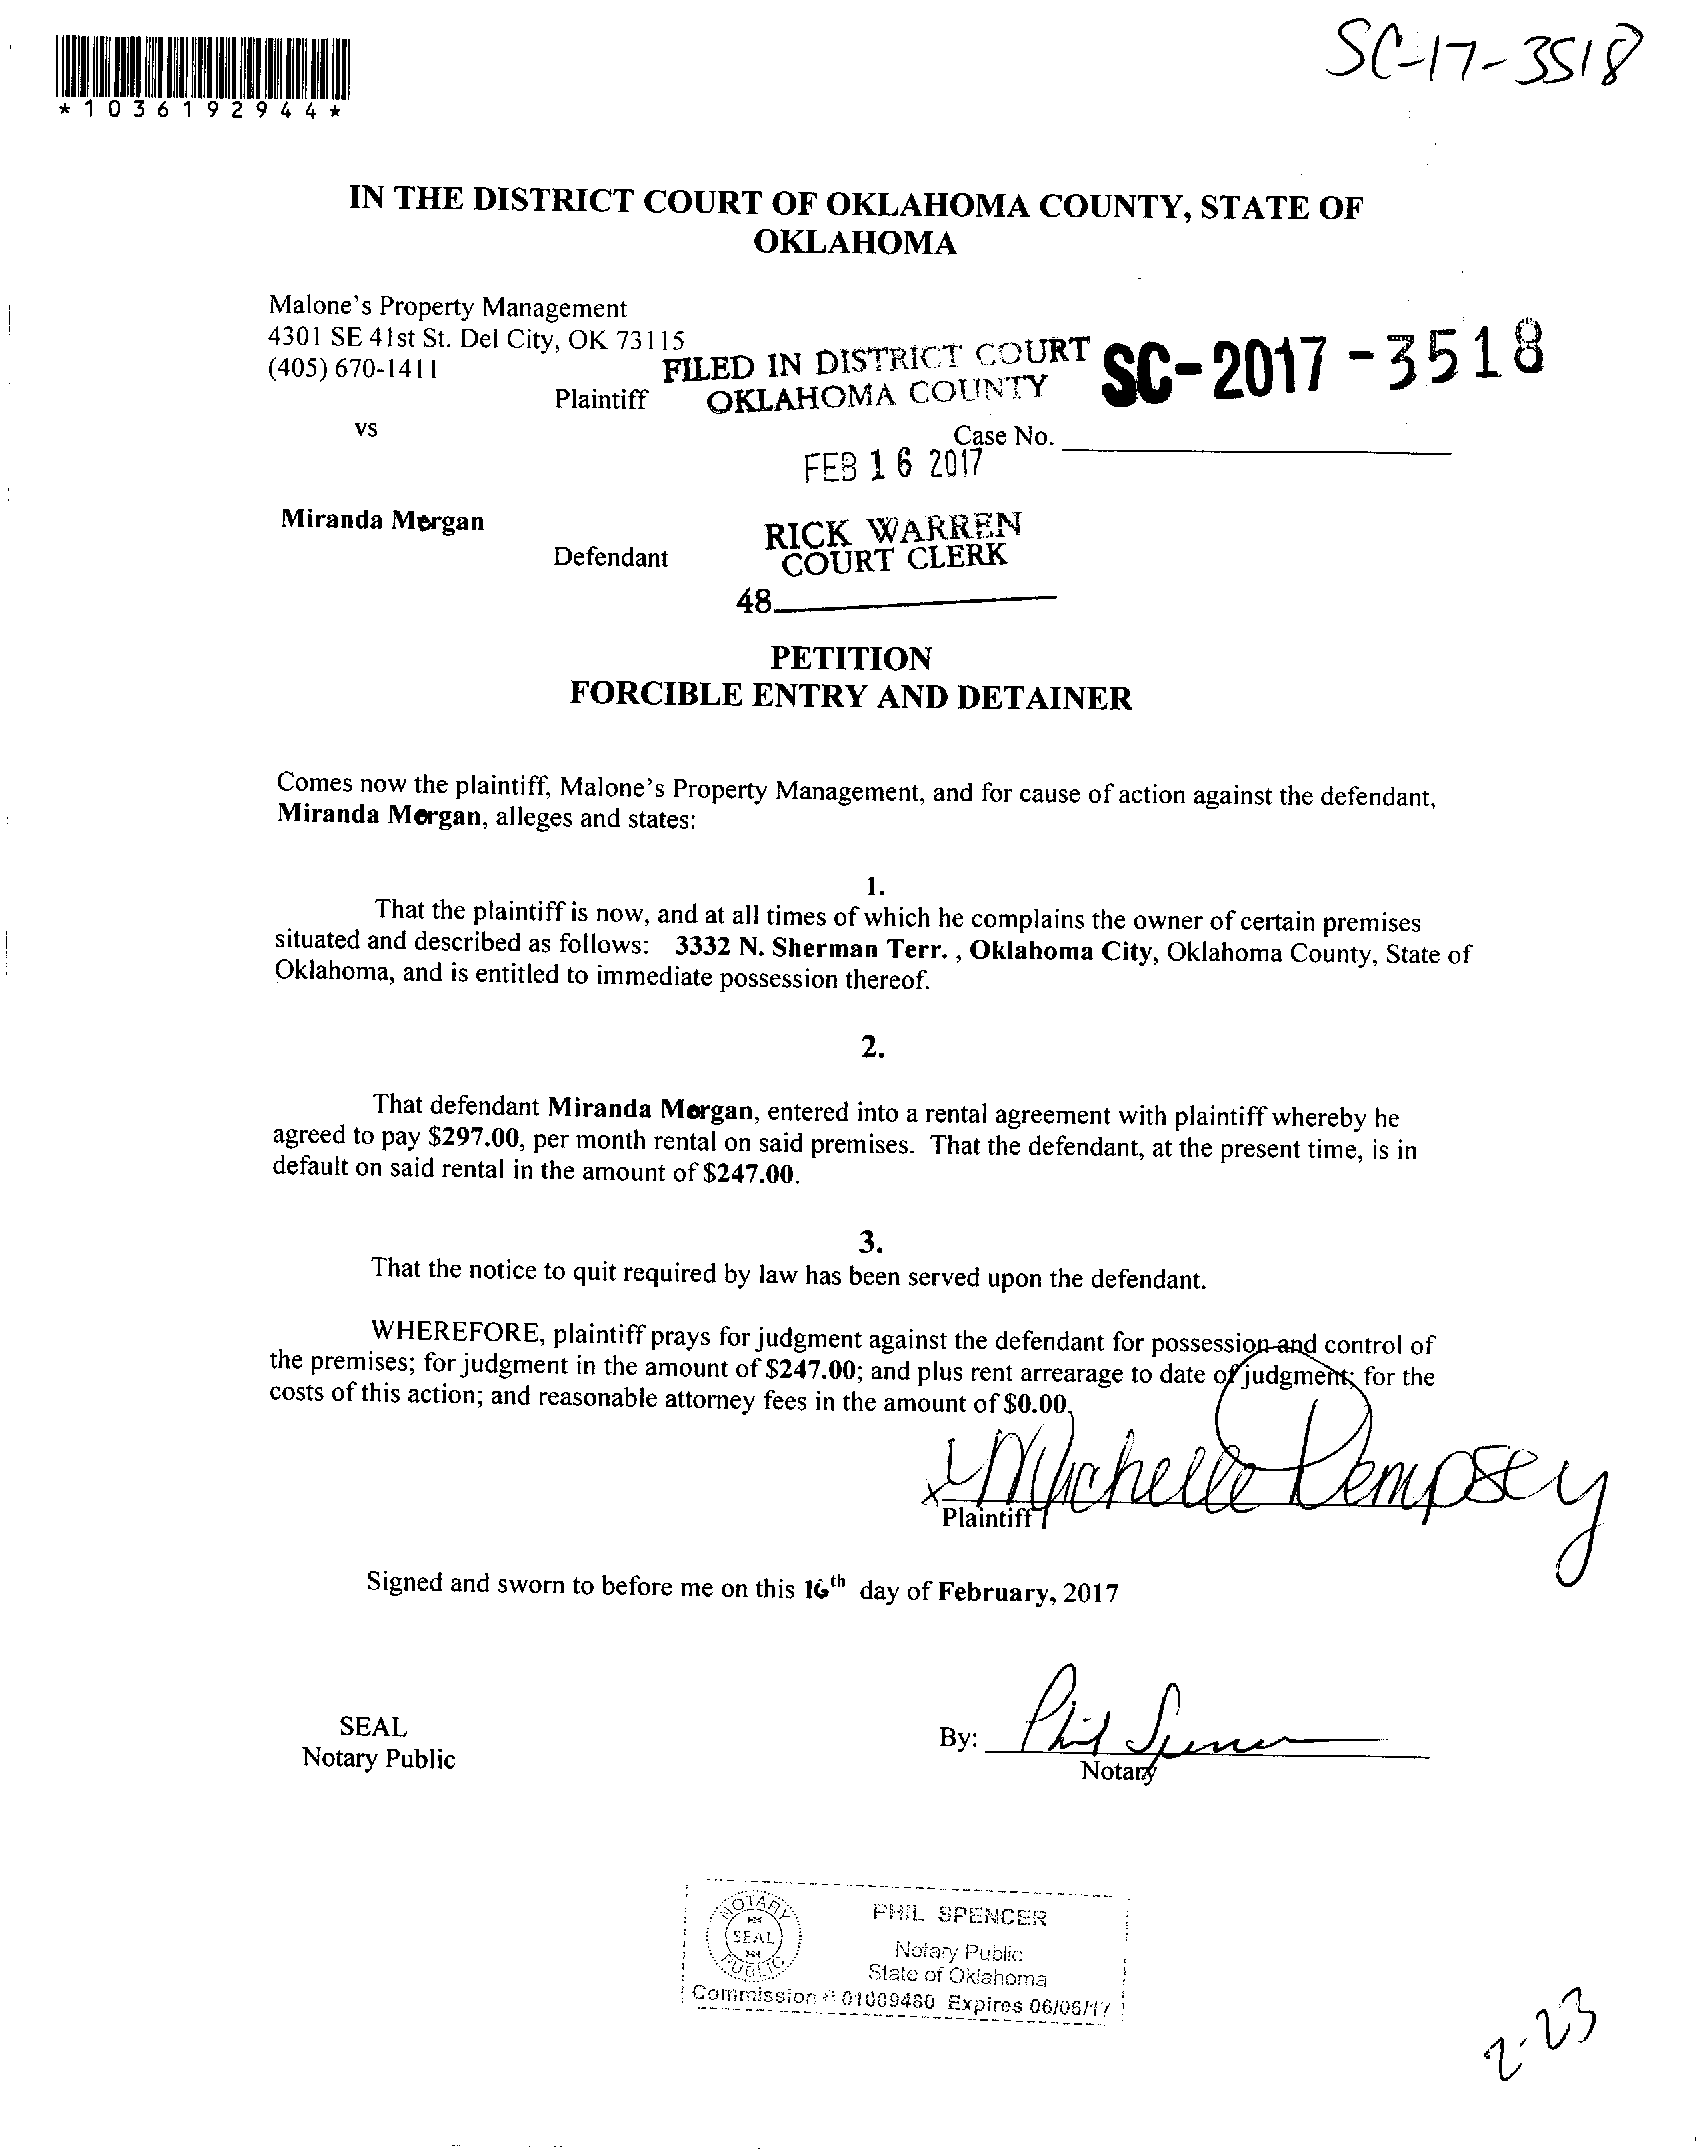 SC-17-3518
*1036192944*
IN THE DISTRICT COURT OF OKLAHOMA COUNTY, STATE OF
OKLAHOMA
Malone's Property Management
4301 SE 41st St. Del City, OK 73115
(405) 670-1411
FILED IN DISTRICT COURT
OKLAHOMA COUNTY
SC-2017-3518
Plaintiff
vs
Case No.
FEB 16 2017
Miranda Morgan
Defendant
RICK WARREN
COURT CLERK
48
PETITION
FORCIBLE ENTRY AND DETAINER
Comes now the plaintiff, Malone's Property Management, and for cause of action against the defendant,
Miranda Morgan, alleges and states:
1.
That the plaintiff is now, and at all times of which he complains the owner of certain premises
situated and described as follows: 3332 N. Sherman Terr. , Oklahoma City, Oklahoma County, State of
Oklahoma, and is entitled to immediate possession thereof.
2.
That defendant Miranda Morgan, entered into a rental agreement with plaintiff whereby he
agreed to pay $297.00, per month rental on said premises. That the defendant, at the present time, is in
default on said rental in the amount of $247.00.
3.
That the notice to quit required by law has been served upon the defendant.
WHEREFORE, plaintiff prays for judgment against the defendant for possession and control of
the premises; for judgment in the amount of $247.00; and plus rent arrearage to date of judgment; for the
costs of this action; and reasonable attorney fees in the amount of $0.00.
x Michelle Dempsey
Plaintiff
Signed and sworn to before me on this 16th day of February, 2017
SEAL
Notary Public
By: Phil Spencer
Notary
NOTARY
SEAL
PUBLIC
PHIL SPENCER
Notary Public
State of Oklahoma
Commission # 01009480 Expires 06/06/17
2-23